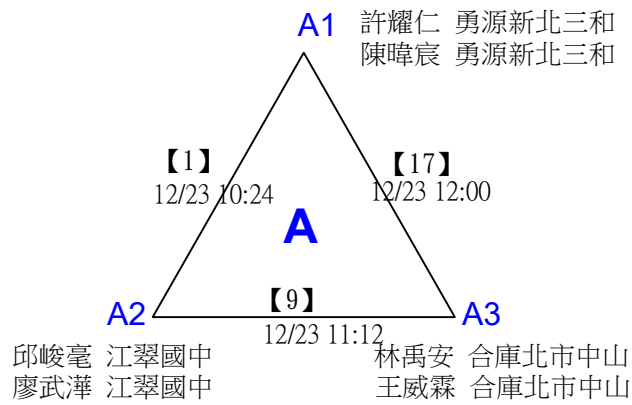 A1 許耀仁 勇源新北三和
陳暐宸 勇源新北三和
【1】
12/23 10:24
【17】
12/23 12:00
A
【9】
12/23 11:12
A2
A3
邱峻毫 江翠國中
廖武澕 江翠國中
林禹安 合庫北市中山
王威霖 合庫北市中山